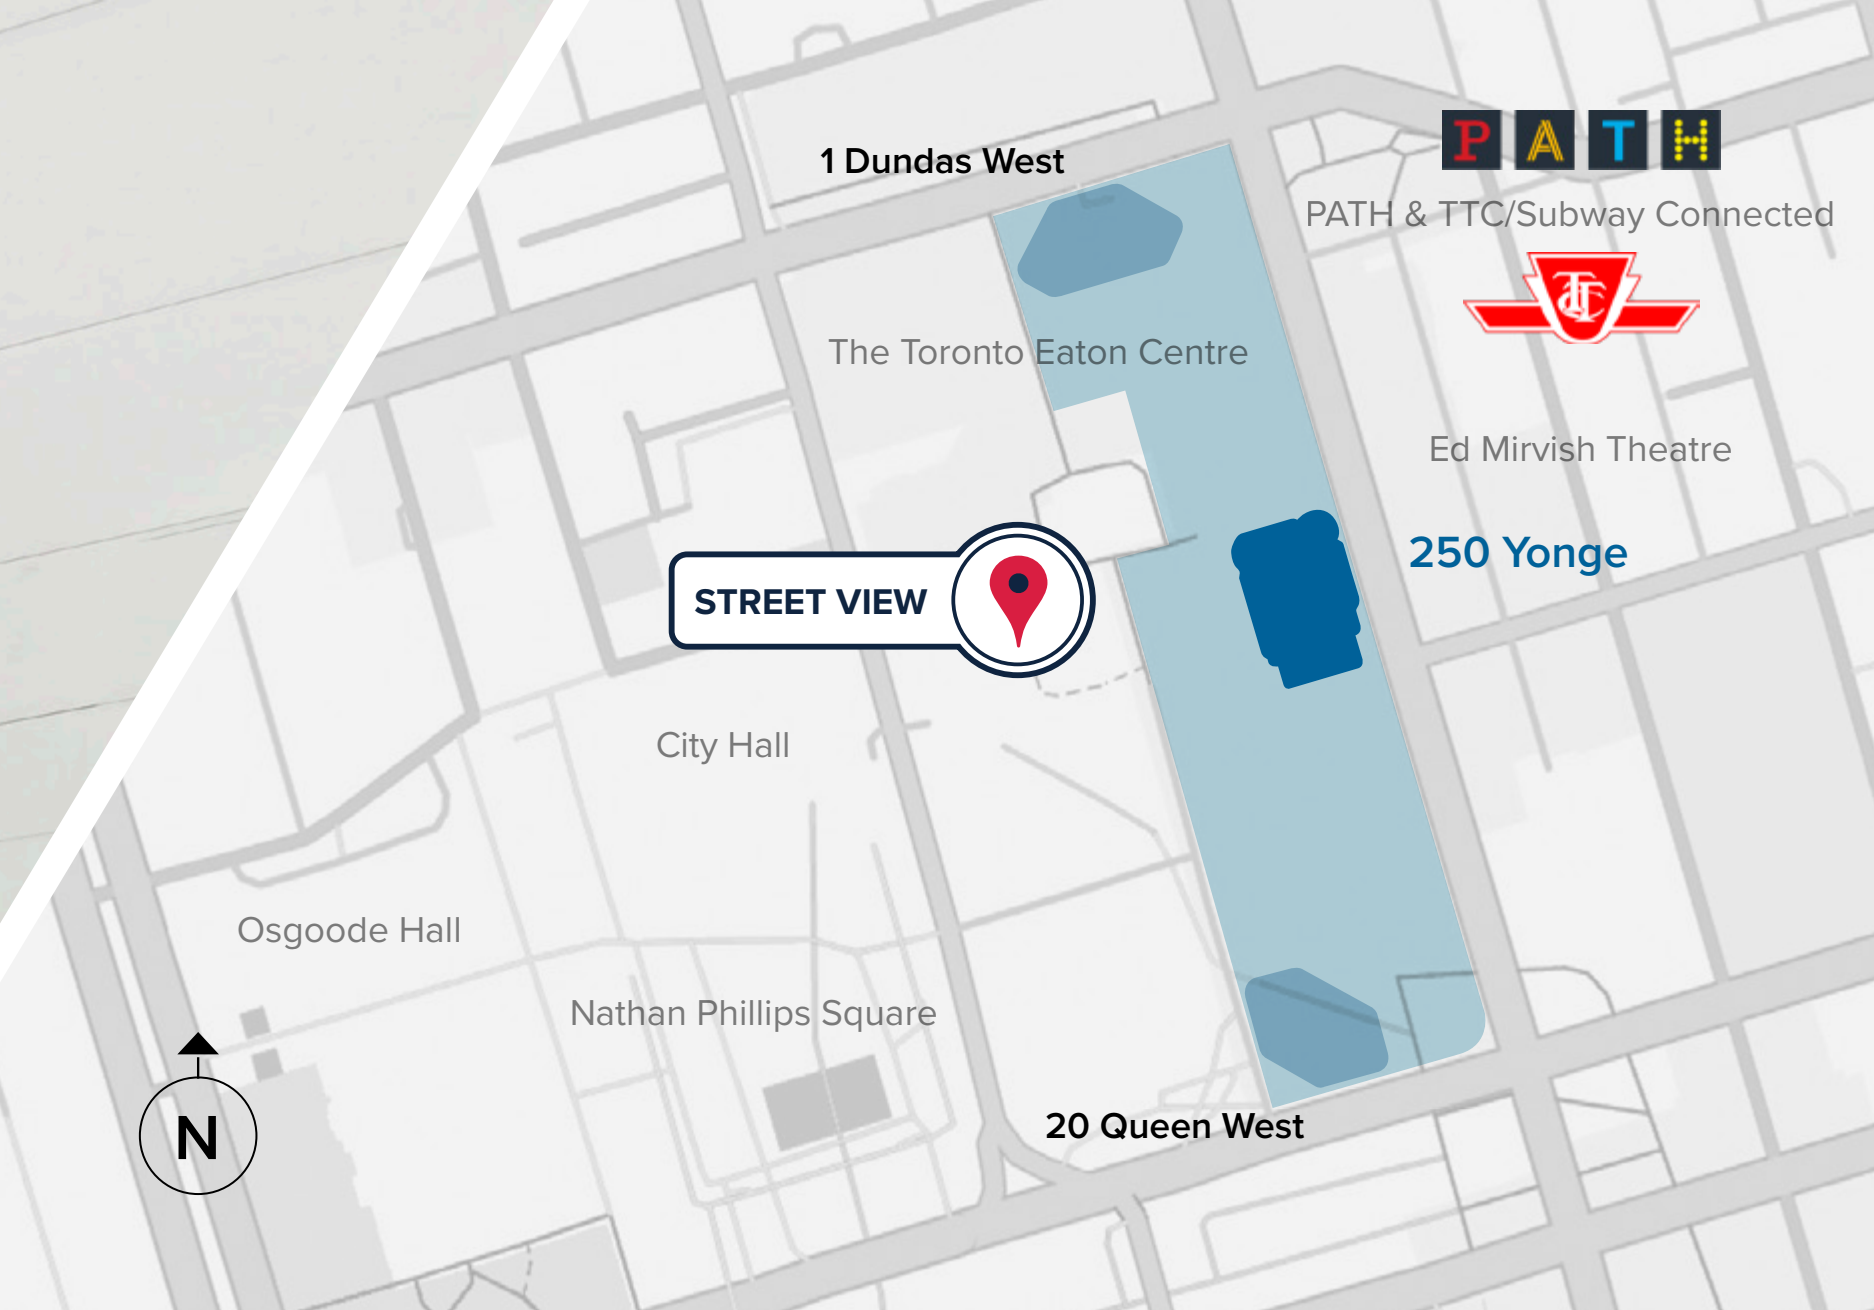 PATH
1 Dundas West
PATH & TTC/Subway Connected
TTC
The Toronto Eaton Centre
Ed Mirvish Theatre
250 Yonge
STREET VIEW
City Hall
Osgoode Hall
Nathan Phillips Square
20 Queen West
N